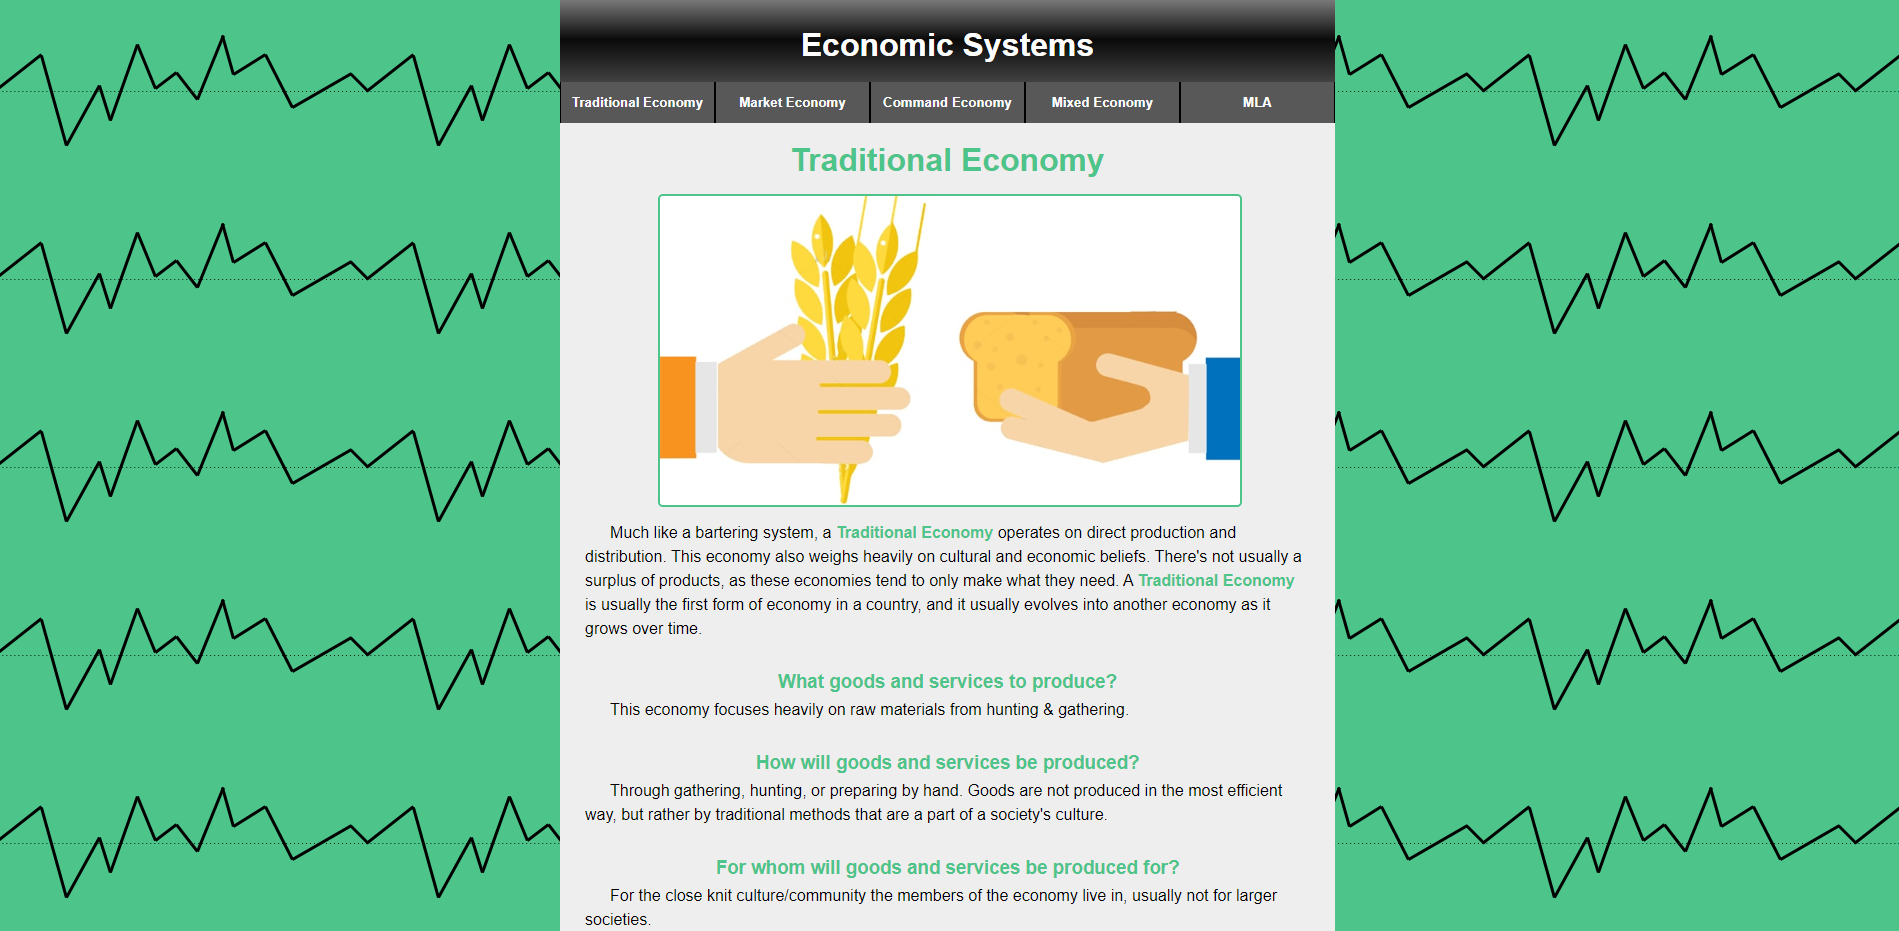 Economic Systems
Traditional Economy
Market Economy
Command Economy
Mixed Economy
MLA
Traditional Economy
Much like a bartering system, a Traditional Economy operates on direct production and
distribution. This economy also weighs heavily on cultural and economic beliefs. There's not usually a
surplus of products, as these economies tend to only make what they need. A Traditional Economy
is usually the first form of economy in a country, and it usually evolves into another economy as it
grows over time.
What goods and services to produce?
This economy focuses heavily on raw materials from hunting & gathering.
How will goods and services be produced?
Through gathering, hunting, or preparing by hand. Goods are not produced in the most efficient
way, but rather by traditional methods that are a part of a society's culture.
For whom will goods and services be produced for?
For the close knit culture/community the members of the economy live in, usually not for larger
societies.